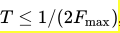 T ≤ 1/(2F_max),